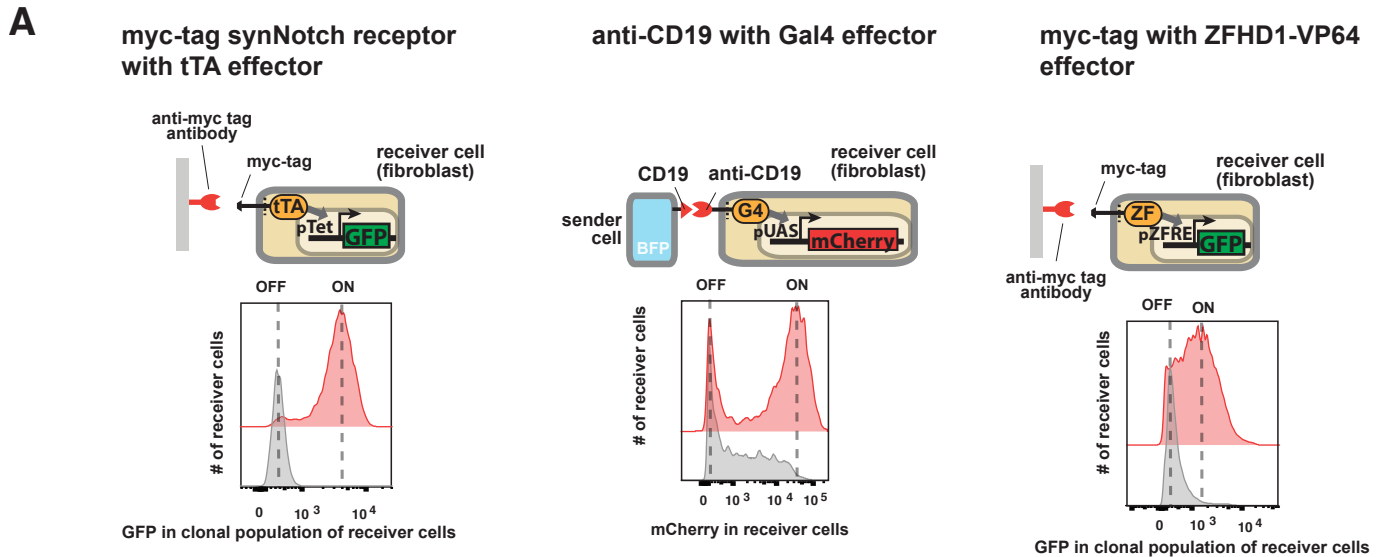 A
myc-tag synNotch receptor
with tTA effector
anti-myc tag
antibody
myc-tag
receiver cell
(fibroblast)
tTA
pTet
GFP
OFF
ON
# of receiver cells
0
10 3
10 4
GFP in clonal population of receiver cells
anti-CD19 with Gal4 effector
receiver cell
(fibroblast)
CD19
anti-CD19
sender
cell
BFP
G4
pUAS
mCherry
OFF
ON
# of receiver cells
0
10 3
10 4
10 5
mCherry in receiver cells
myc-tag with ZFHD1-VP64
effector
myc-tag
receiver cell
(fibroblast)
ZF
pZFRE
GFP
anti-myc tag
antibody
OFF
ON
# of receiver cells
0
10 3
10 4
GFP in clonal population of receiver cells